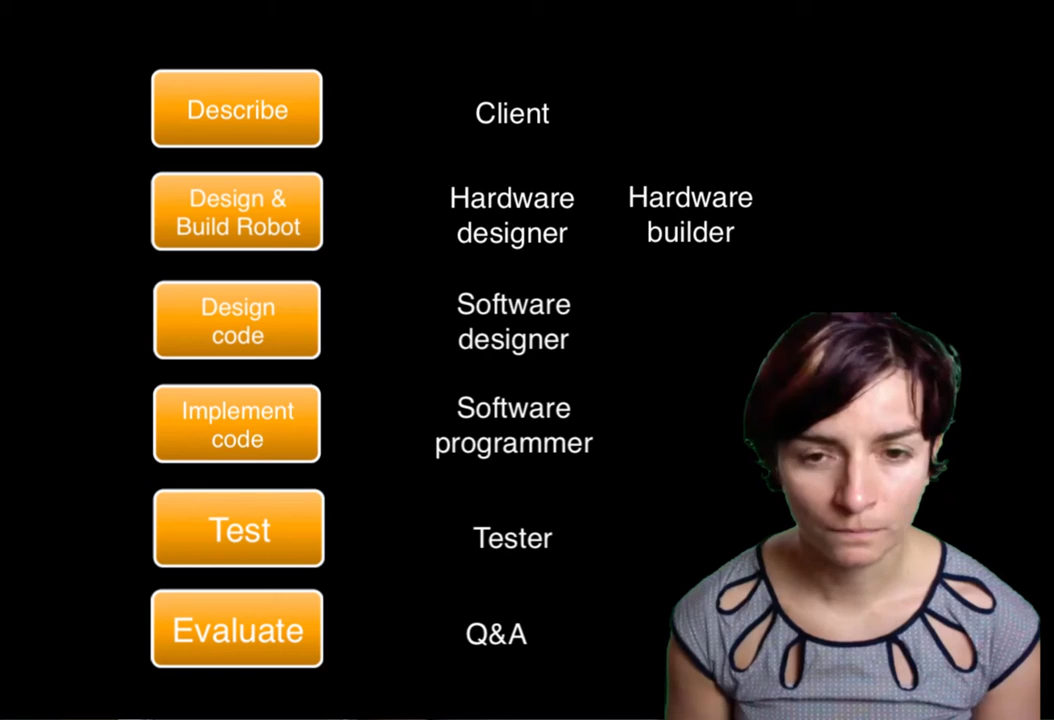 Describe
Client
Design &
Build Robot
Hardware
designer
Hardware
builder
Design
code
Software
designer
Implement
code
Software
programmer
Test
Tester
Evaluate
Q&A